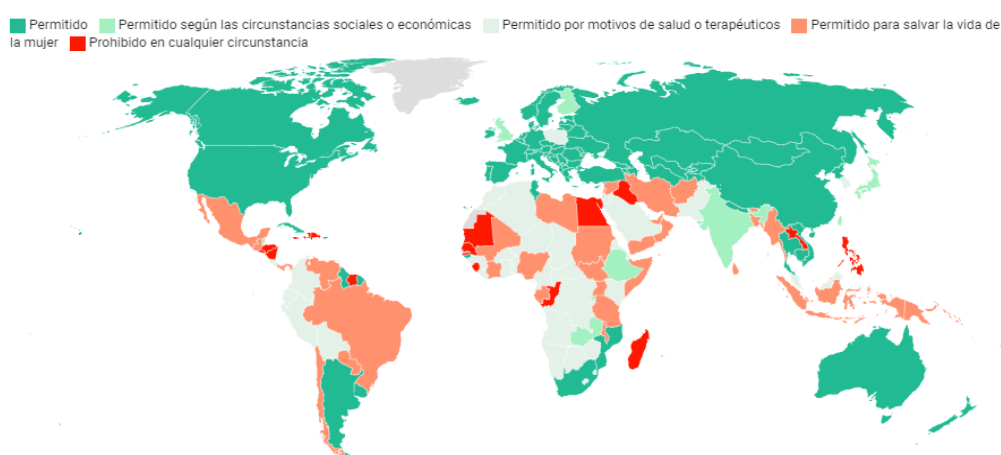 Permitido Permitido según las circunstancias sociales o económicas Permitido por motivos de salud o terapéuticos Permitido para salvar la vida de
la mujer Prohibido en cualquier circunstancia